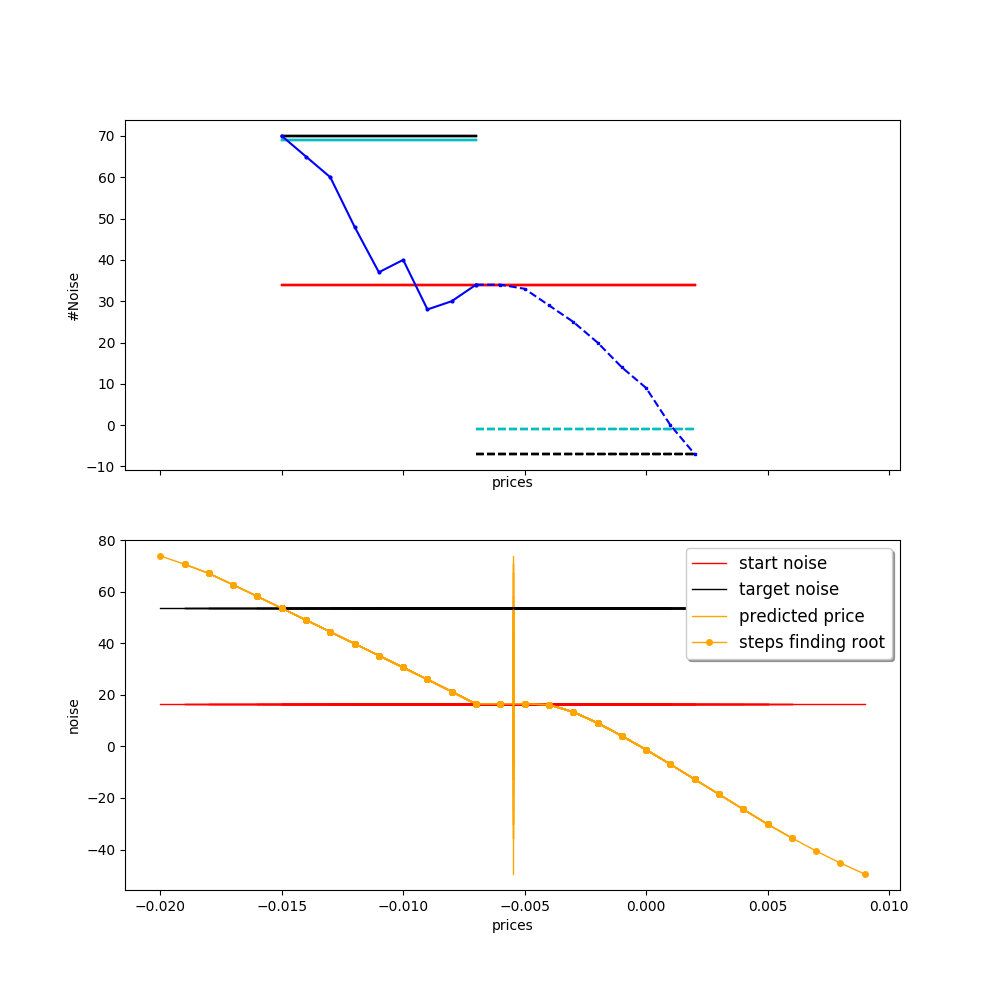 70
60
50
40
30
20
10
0
−10
#Noise
prices
80
60
40
20
0
−20
−40
noise
start noise
target noise
predicted price
steps finding root
−0.020 −0.015 −0.010 −0.005 0.000 0.005 0.010
prices